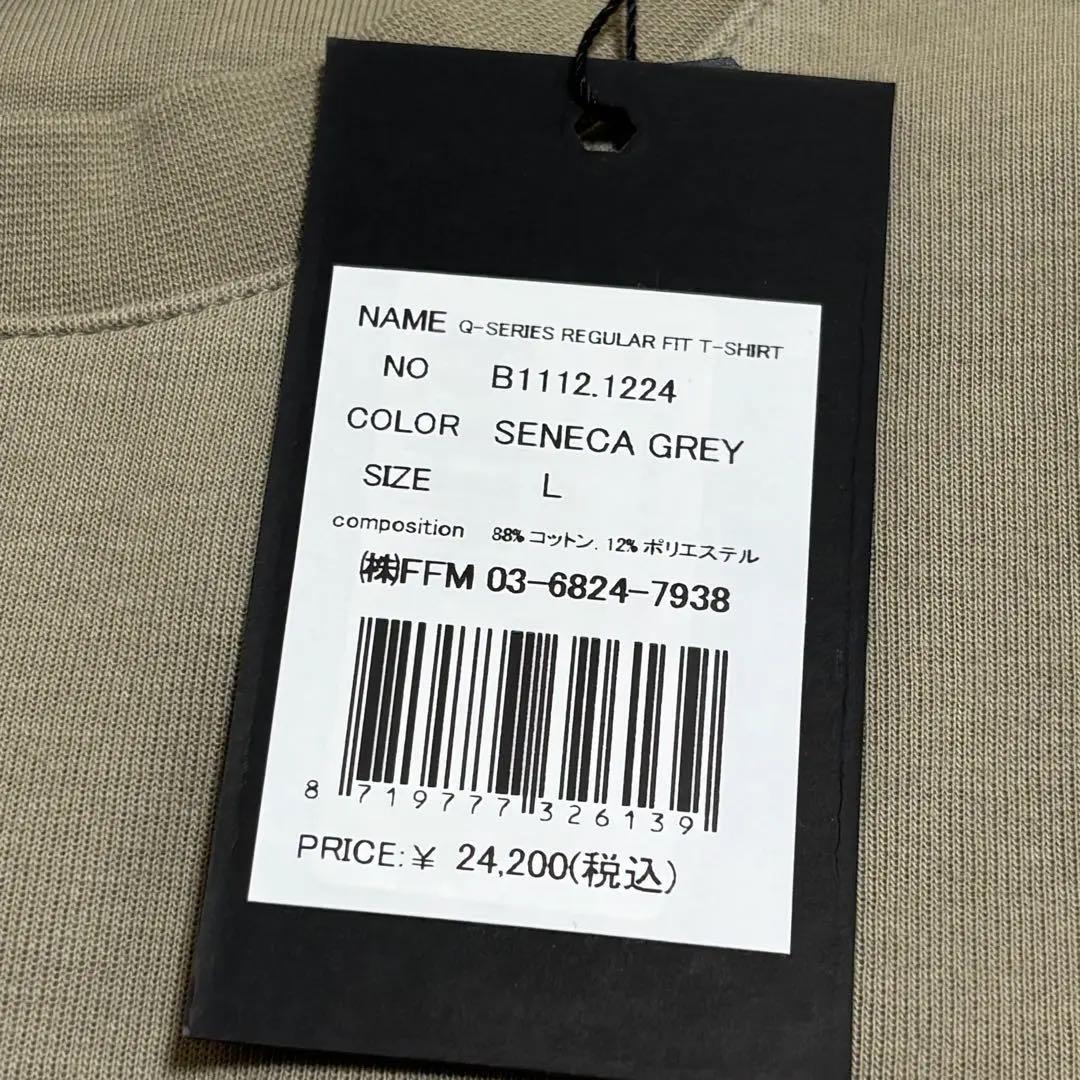 NAME Q-SERIES REGULAR FIT T-SHIRT
NO B1112.1224
COLOR SENECA GREY
SIZE L
composition 88% コットン. 12% ポリエステル
㈱FFM 03-6824-7938
8 719777 326139
PRICE:¥ 24,200(税込)